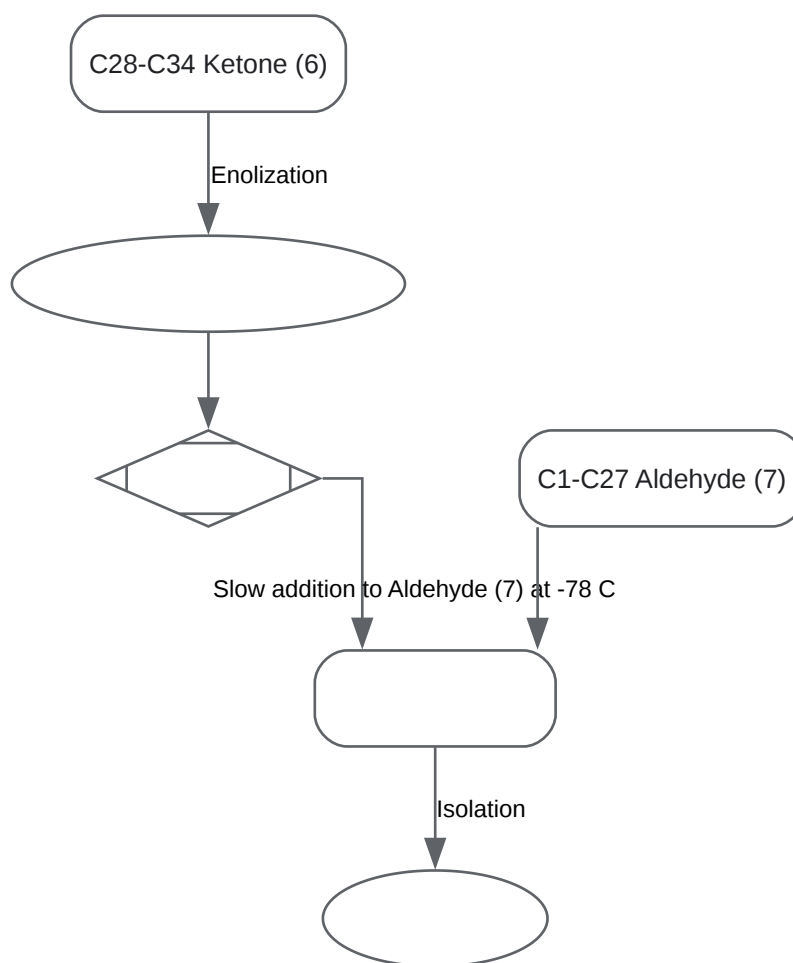 C28-C34 Ketone (6)
Enolization
C1-C27 Aldehyde (7)
Slow addition to Aldehyde (7) at -78 C
Isolation